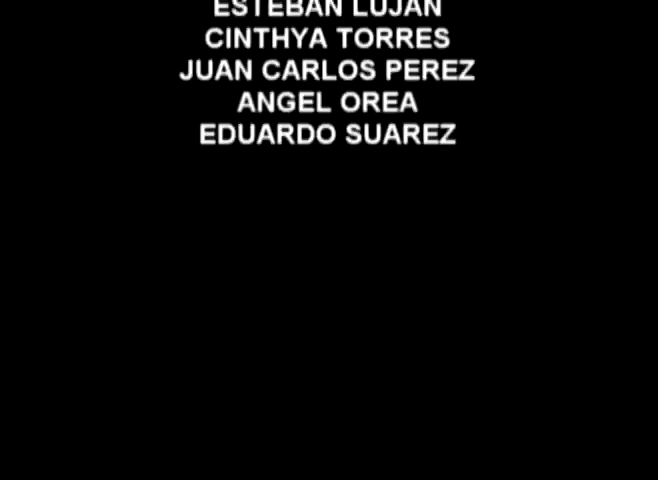 ESTEBAN LUJAN
CINTHYA TORRES
JUAN CARLOS PEREZ
ANGEL OREA
EDUARDO SUAREZ